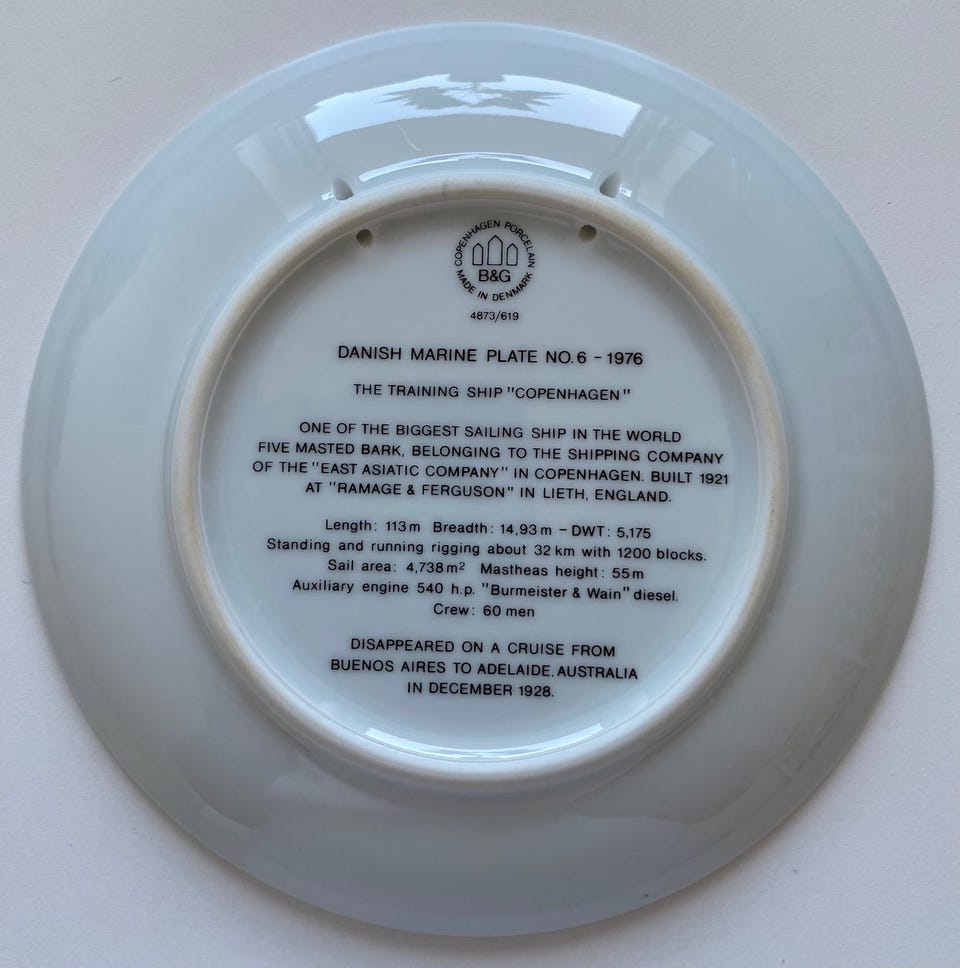 COPENHAGEN PORCELAIN
B&G
MADE IN DENMARK
4873/619
DANISH MARINE PLATE NO. 6 - 1976
THE TRAINING SHIP "COPENHAGEN"
ONE OF THE BIGGEST SAILING SHIP IN THE WORLD
FIVE MASTED BARK, BELONGING TO THE SHIPPING COMPANY
OF THE "EAST ASIATIC COMPANY" IN COPENHAGEN. BUILT 1921
AT "RAMAGE & FERGUSON" IN LIETH, ENGLAND.
Length: 113 m Breadth: 14,93 m – DWT: 5,175
Standing and running rigging about 32 km with 1200 blocks.
Sail area: 4,738 m² Mastheas height: 55 m
Auxiliary engine 540 h.p. "Burmeister & Wain" diesel.
Crew: 60 men
DISAPPEARED ON A CRUISE FROM
BUENOS AIRES TO ADELAIDE. AUSTRALIA
IN DECEMBER 1928.